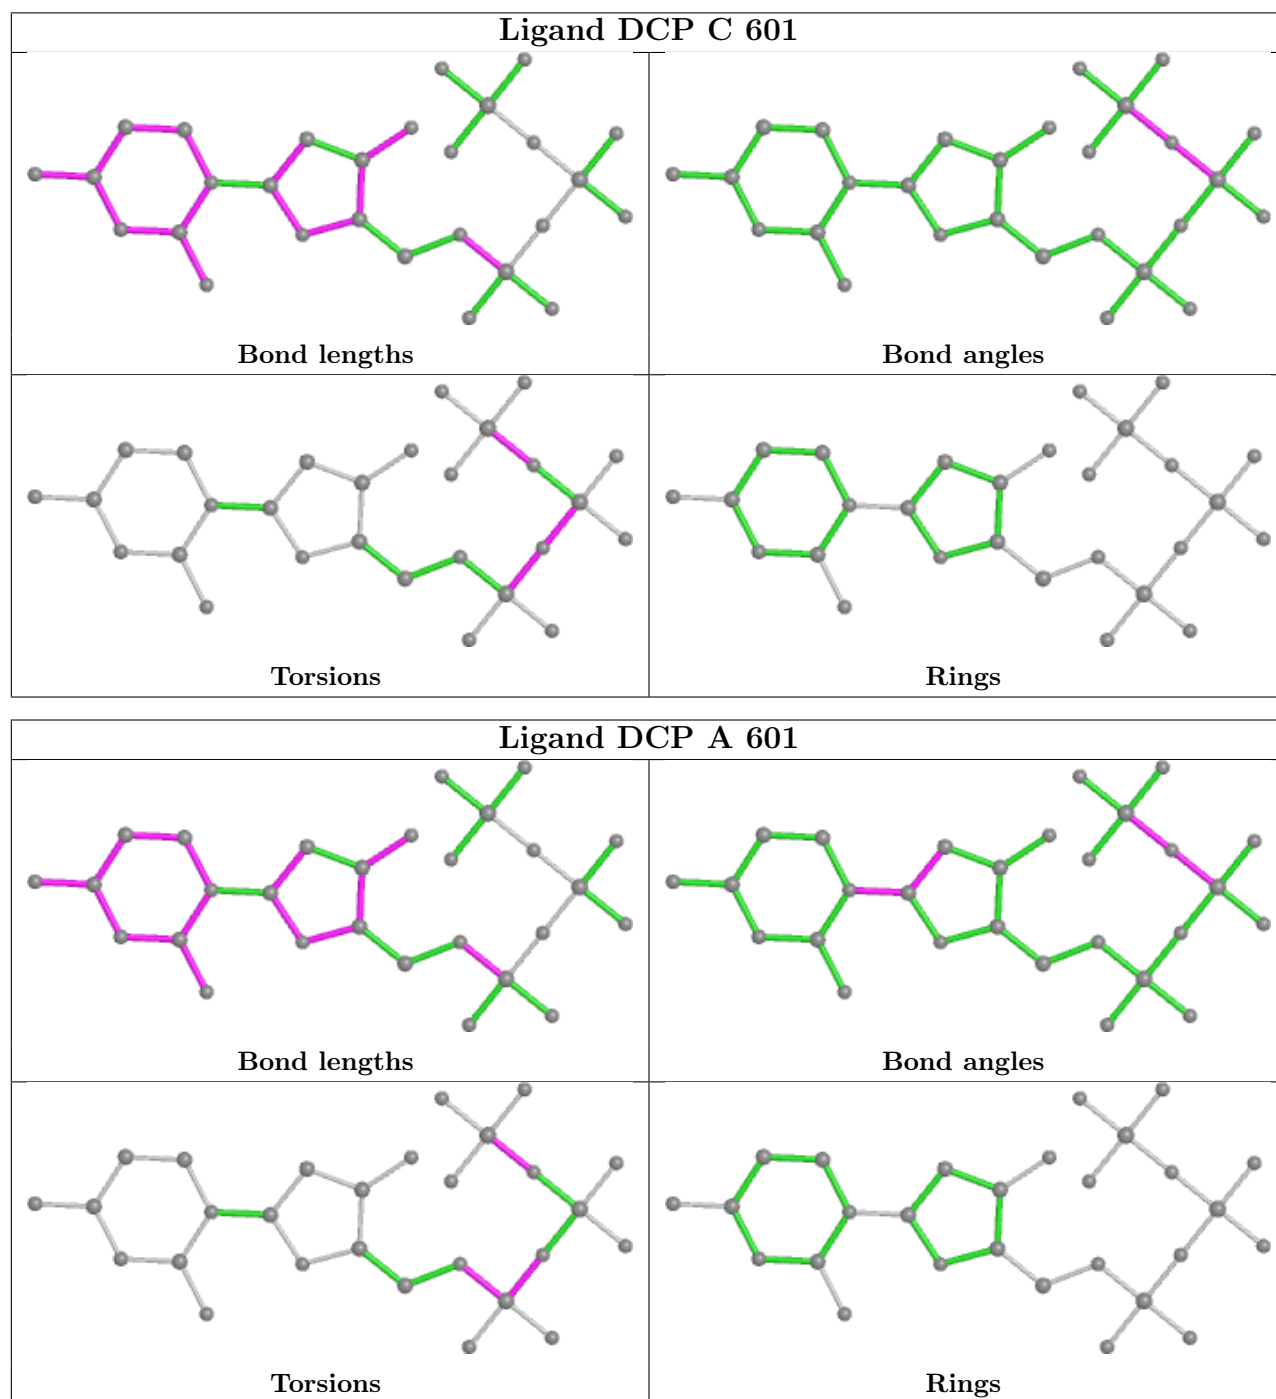 Ligand DCP C 601
Bond lengths
Bond angles
Torsions
Rings
Ligand DCP A 601
Bond lengths
Bond angles
Torsions
Rings